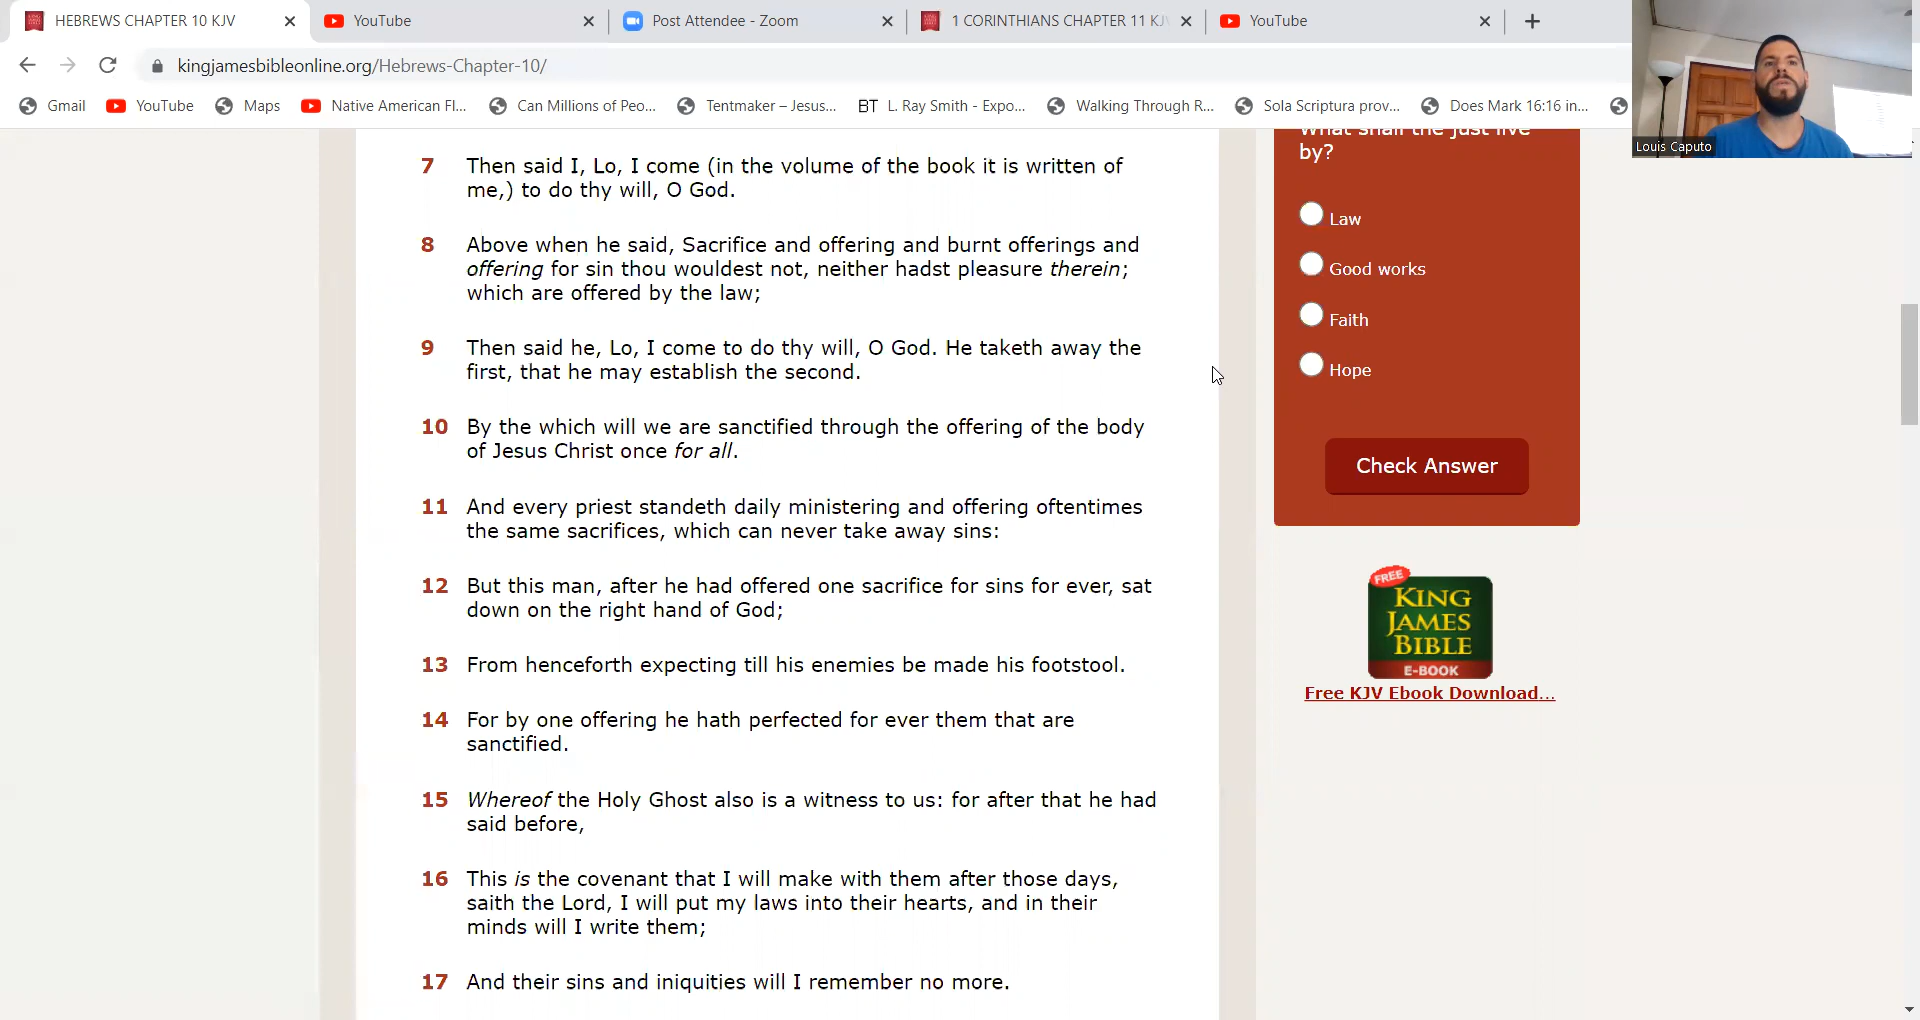 HEBREWS CHAPTER 10 KJV
YouTube
Post Attendee - Zoom
1 CORINTHIANS CHAPTER 11 KJV
YouTube
kingjamesbibleonline.org/Hebrews-Chapter-10/
Gmail
YouTube
Maps
Native American Fl...
Can Millions of Peo...
Tentmaker – Jesus...
BT L. Ray Smith - Expo...
Walking Through R...
Sola Scriptura prov...
Does Mark 16:16 in...
Louis Caputo
7 Then said I, Lo, I come (in the volume of the book it is written of
me,) to do thy will, O God.
8 Above when he said, Sacrifice and offering and burnt offerings and
offering for sin thou wouldest not, neither hadst pleasure therein;
which are offered by the law;
9 Then said he, Lo, I come to do thy will, O God. He taketh away the
first, that he may establish the second.
10 By the which will we are sanctified through the offering of the body
of Jesus Christ once for all.
11 And every priest standeth daily ministering and offering oftentimes
the same sacrifices, which can never take away sins:
12 But this man, after he had offered one sacrifice for sins for ever, sat
down on the right hand of God;
13 From henceforth expecting till his enemies be made his footstool.
14 For by one offering he hath perfected for ever them that are
sanctified.
15 Whereof the Holy Ghost also is a witness to us: for after that he had
said before,
16 This is the covenant that I will make with them after those days,
saith the Lord, I will put my laws into their hearts, and in their
minds will I write them;
17 And their sins and iniquities will I remember no more.
What shall the just live
by?
Law
Good works
Faith
Hope
Check Answer
FREE
KING
JAMES
BIBLE
E-BOOK
Free KJV Ebook Download...